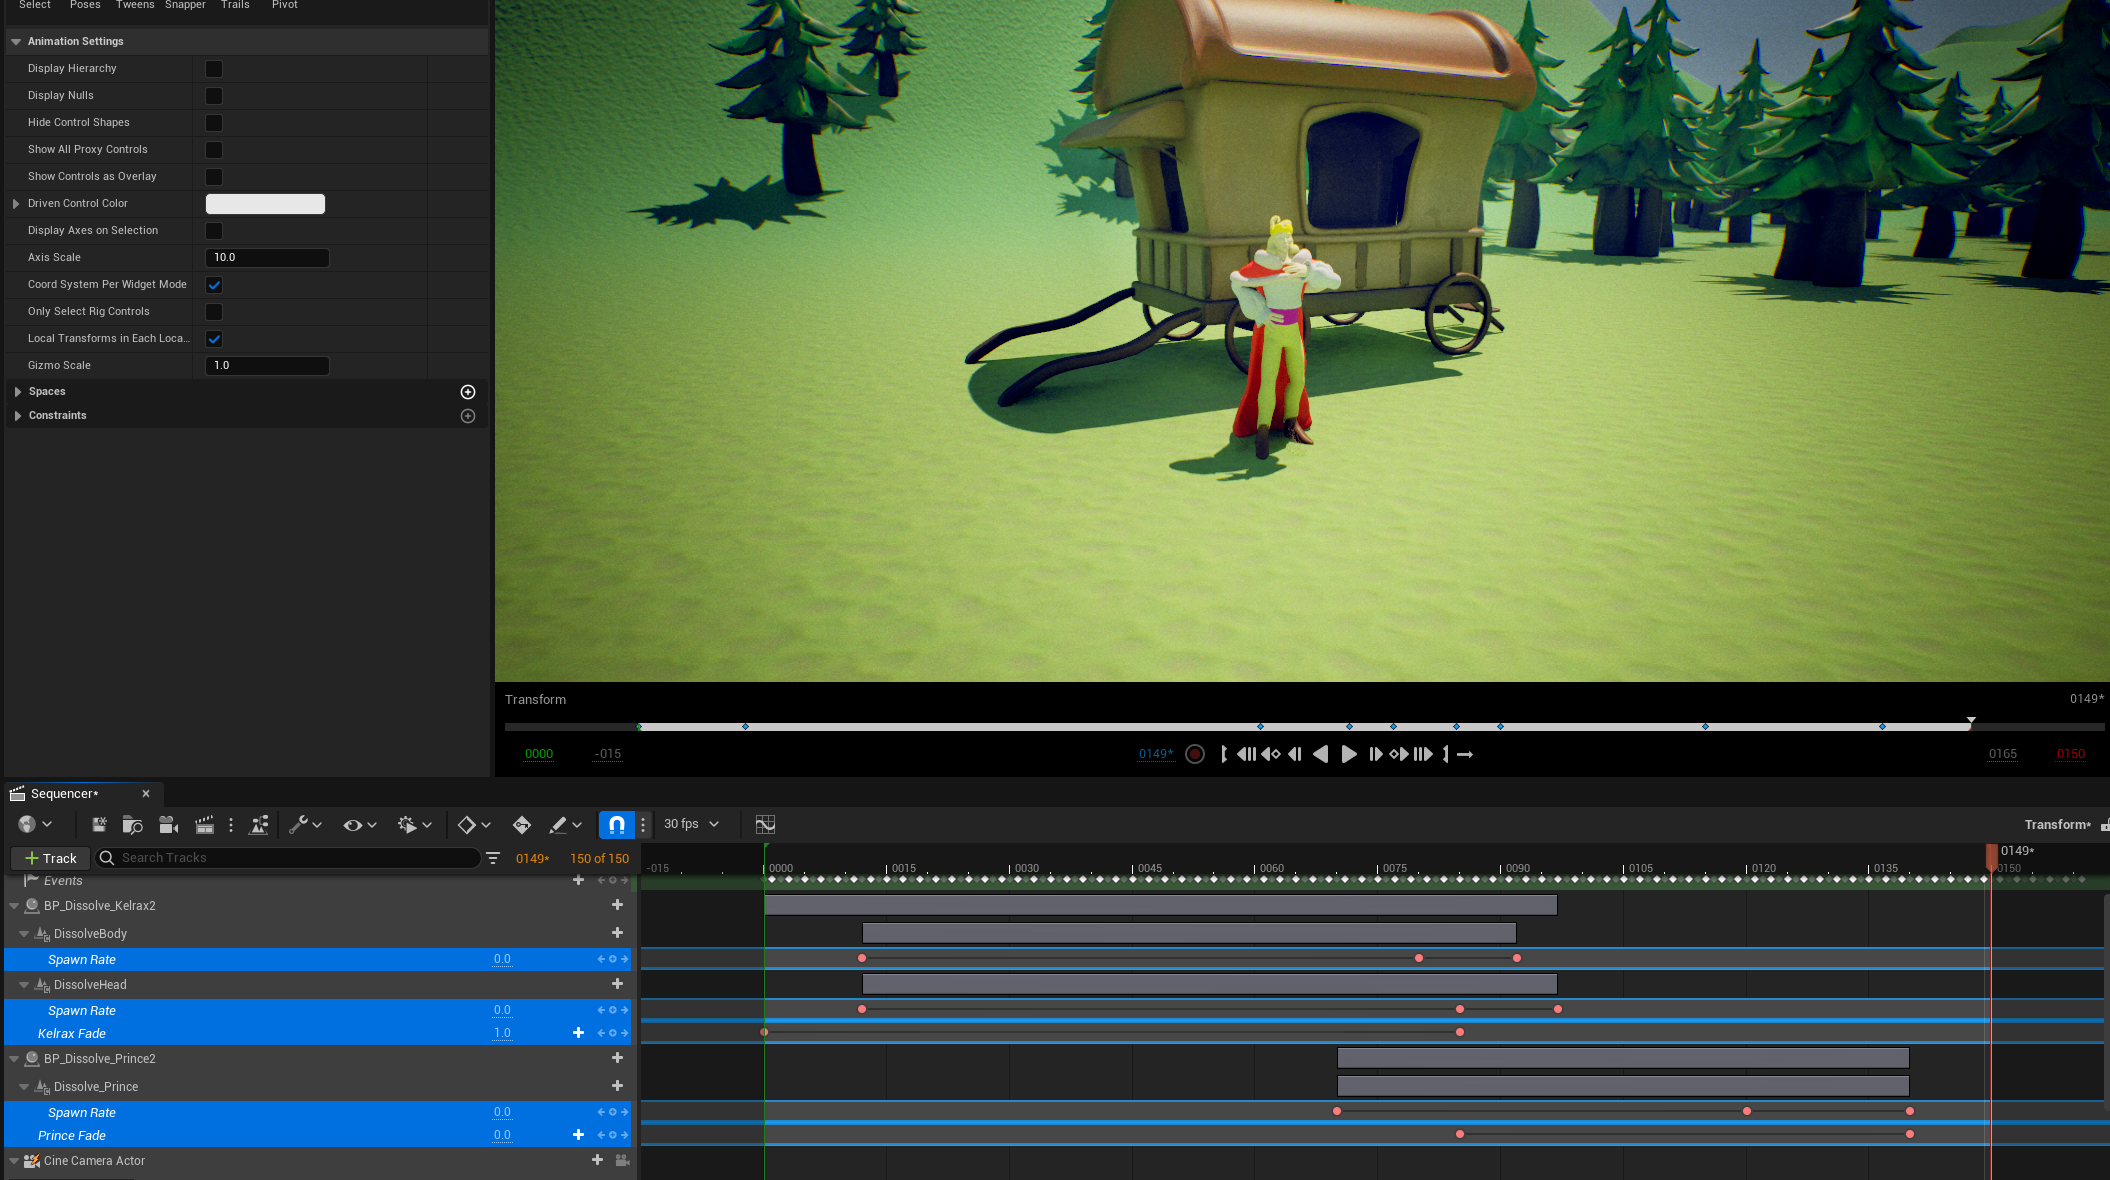 Select Poses Tweens Snapper Trails Pivot
Animation Settings
Display Hierarchy
Display Nulls
Hide Control Shapes
Show All Proxy Controls
Show Controls as Overlay
Driven Control Color
Display Axes on Selection
Axis Scale 10.0
Coord System Per Widget Mode
Only Select Rig Controls
Local Transforms in Each Loca...
Gizmo Scale 1.0
Spaces
Constraints
Transform 0149*
0000 -015 0149* 0165 0150
Sequencer*
30 fps Transform*
+ Track Search Tracks 0149* 150 of 150
0149*
-015 0000 0015 0030 0045 0060 0075 0090 0105 0120 0135 0150
Events
BP_Dissolve_Kelrax2
DissolveBody
Spawn Rate 0.0
DissolveHead
Spawn Rate 0.0
Kelrax Fade 1.0
BP_Dissolve_Prince2
Dissolve_Prince
Spawn Rate 0.0
Prince Fade 0.0
Cine Camera Actor